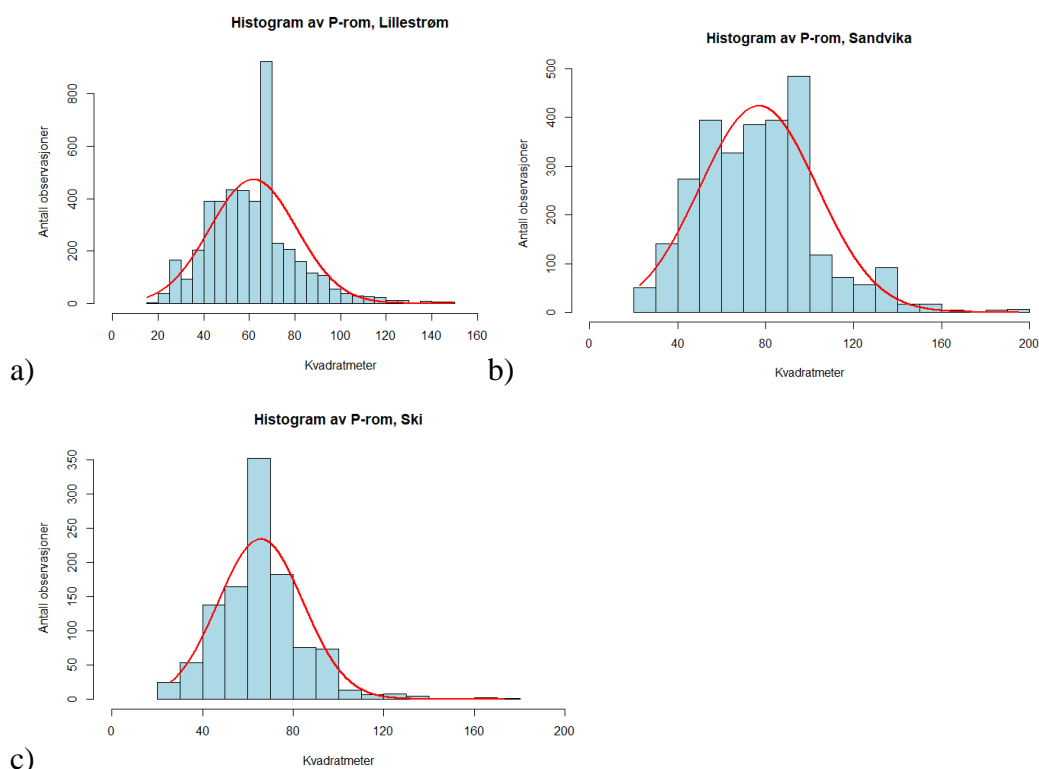 Histogram av P-rom, Lillestrøm
Antall observasjoner
0 200 400 600 800
0 20 40 60 80 100 120 140 160
Kvadratmeter
a)
Histogram av P-rom, Sandvika
Antall observasjoner
0 100 200 300 400 500
0 40 80 120 160 200
Kvadratmeter
b)
Histogram av P-rom, Ski
Antall observasjoner
0 50 100 150 200 250 300 350
0 40 80 120 160 200
Kvadratmeter
c)